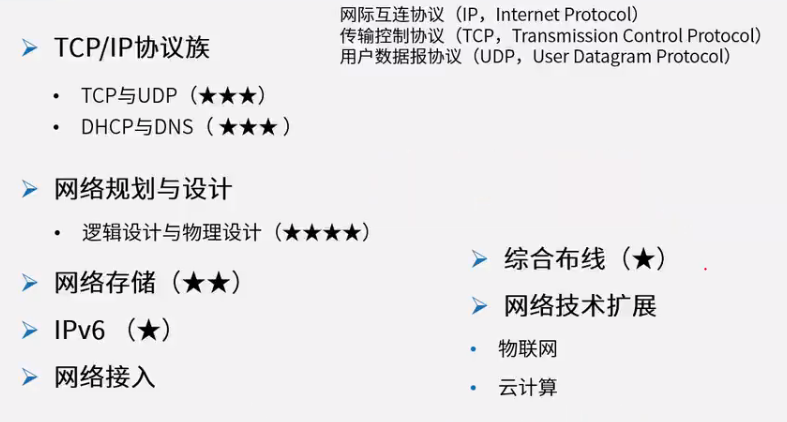 网际互连协议（IP，Internet Protocol）
传输控制协议（TCP，Transmission Control Protocol）
用户数据报协议（UDP，User Datagram Protocol）
TCP/IP协议族
TCP与UDP（★★★）
DHCP与DNS（ ★★★ ）
网络规划与设计
逻辑设计与物理设计（★★★★）
网络存储（★★）
IPv6 （★）
网络接入
综合布线（★）
网络技术扩展
物联网
云计算